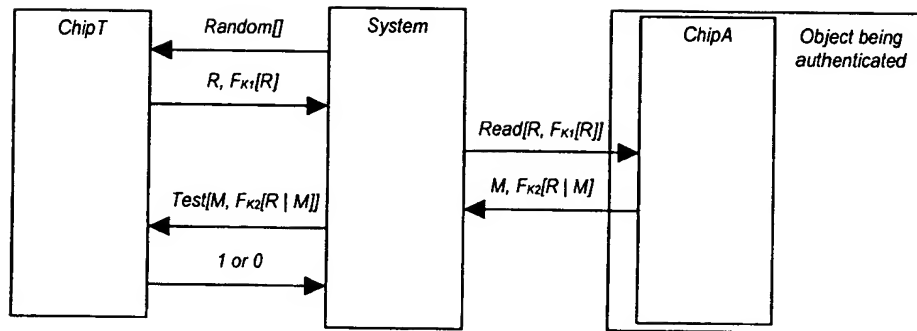 ChipT
System
ChipA
Object being
authenticated
Random[]
R, FK1[R]
Read[R, FK1[R]]
M, FK2[R | M]
Test[M, FK2[R | M]]
1 or 0